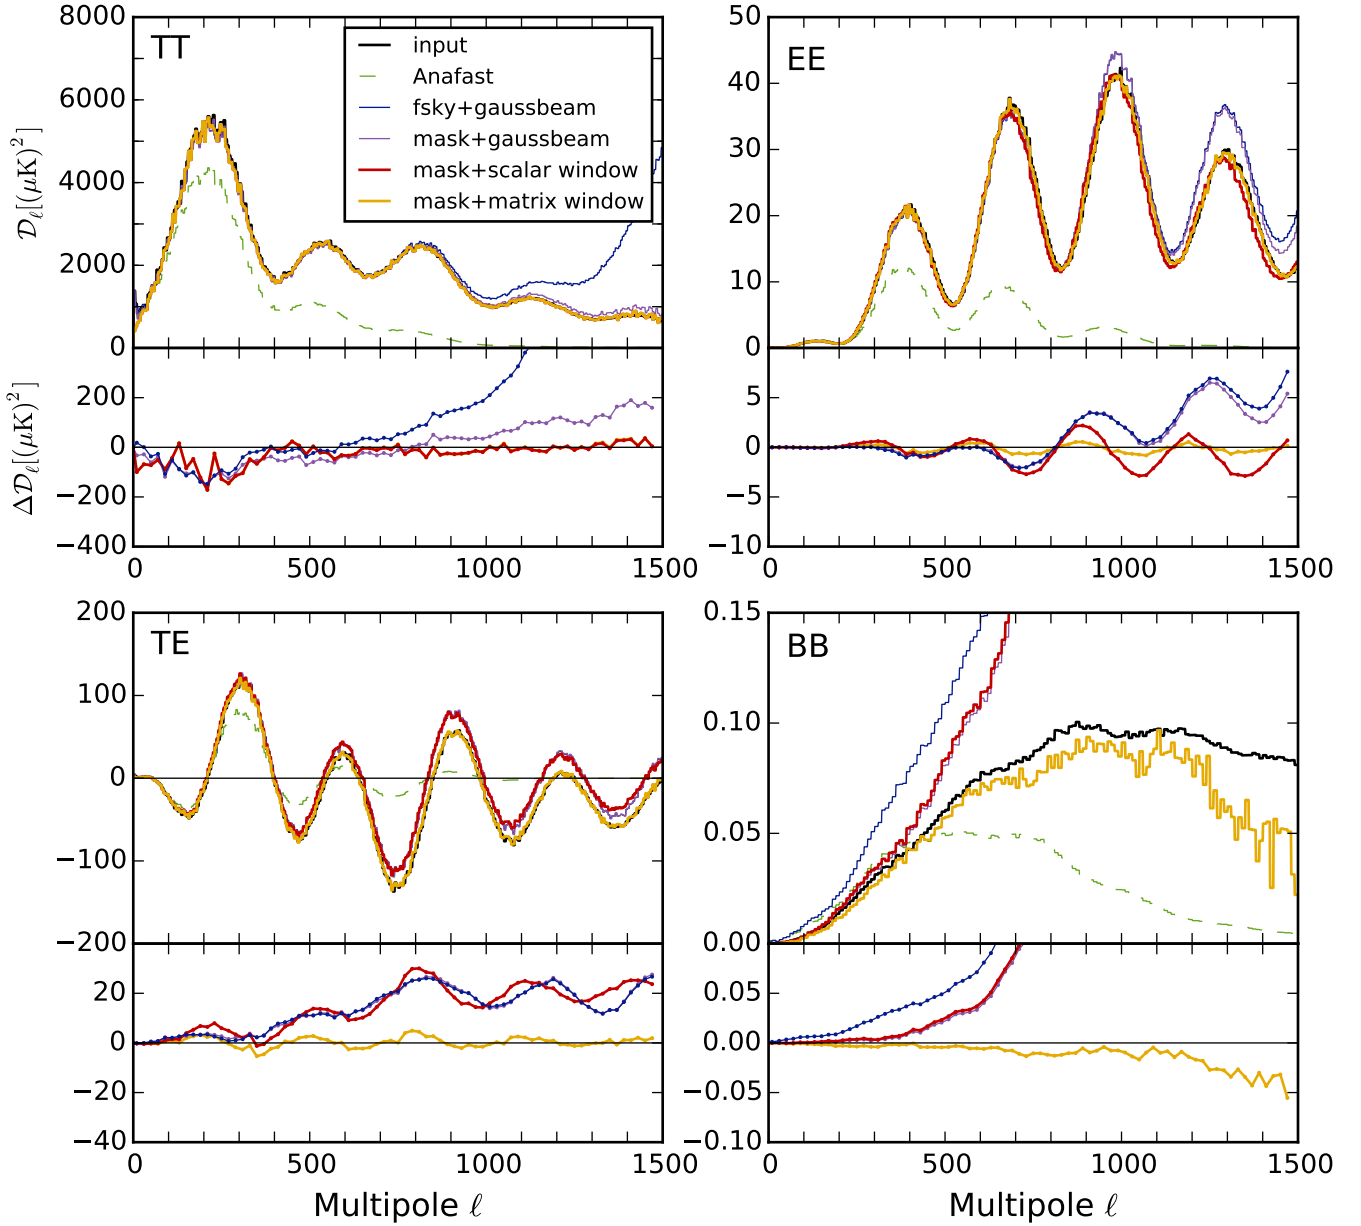 TT
input
Anafast
fsky+gaussbeam
mask+gaussbeam
mask+scalar window
mask+matrix window
8000
6000
4000
2000
0
𝒟ℓ[(μK)²]
200
0
−200
−400
Δ𝒟ℓ[(μK)²]
0 500 1000 1500
EE
50
40
30
20
10
0
5
0
−5
−10
0 500 1000 1500
TE
200
100
0
−100
−200
20
0
−20
−40
0 500 1000 1500
Multipole ℓ
BB
0.15
0.10
0.05
0.00
0.05
0.00
−0.05
−0.10
0 500 1000 1500
Multipole ℓ